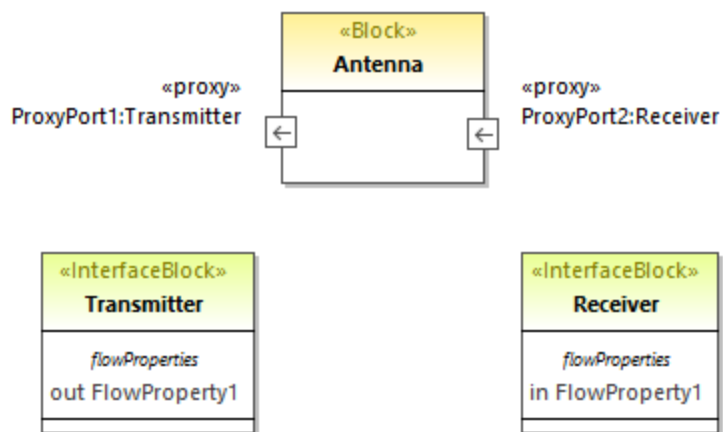 «Block»
Antenna
«proxy»
ProxyPort1:Transmitter
«proxy»
ProxyPort2:Receiver
«InterfaceBlock»
Transmitter
flowProperties
out FlowProperty1
«InterfaceBlock»
Receiver
flowProperties
in FlowProperty1